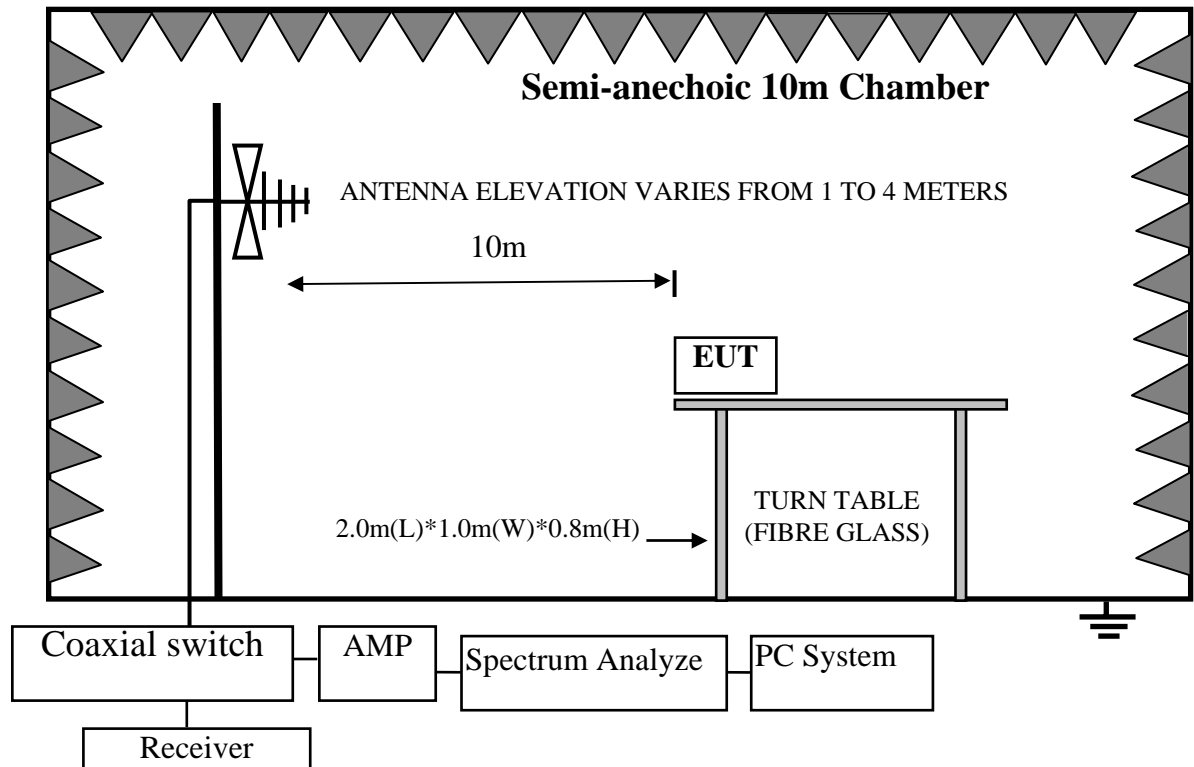 Semi-anechoic 10m Chamber
ANTENNA ELEVATION VARIES FROM 1 TO 4 METERS
10m
EUT
TURN TABLE
(FIBRE GLASS)
2.0m(L)*1.0m(W)*0.8m(H)
Coaxial switch
AMP
Spectrum Analyze
PC System
Receiver